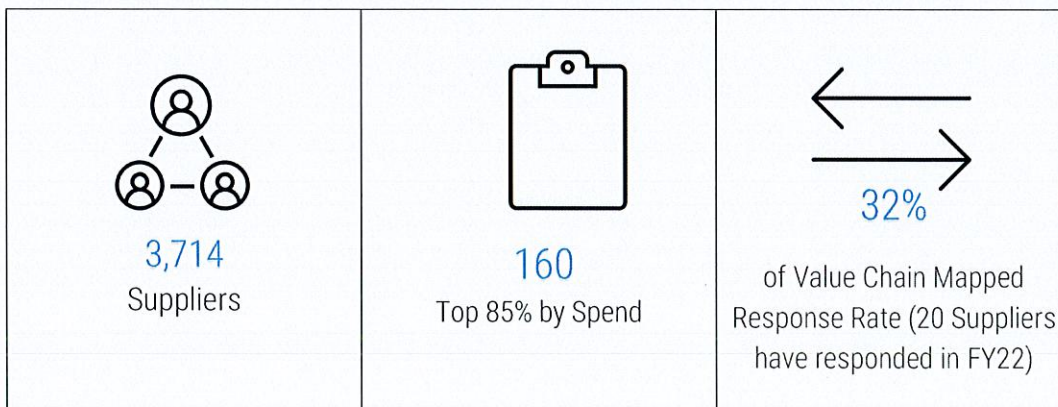 3,714
Suppliers
160
Top 85% by Spend
32%
of Value Chain Mapped
Response Rate (20 Suppliers
have responded in FY22)